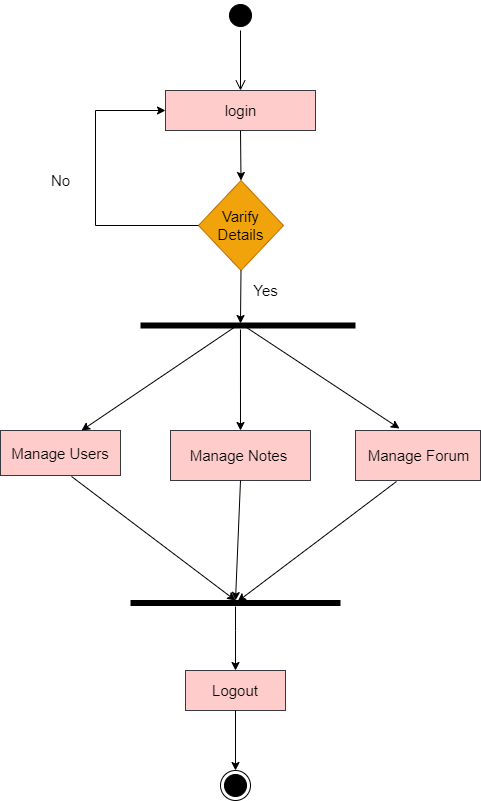 login
No
Varify
Details
Yes
Manage Users
Manage Notes
Manage Forum
Logout